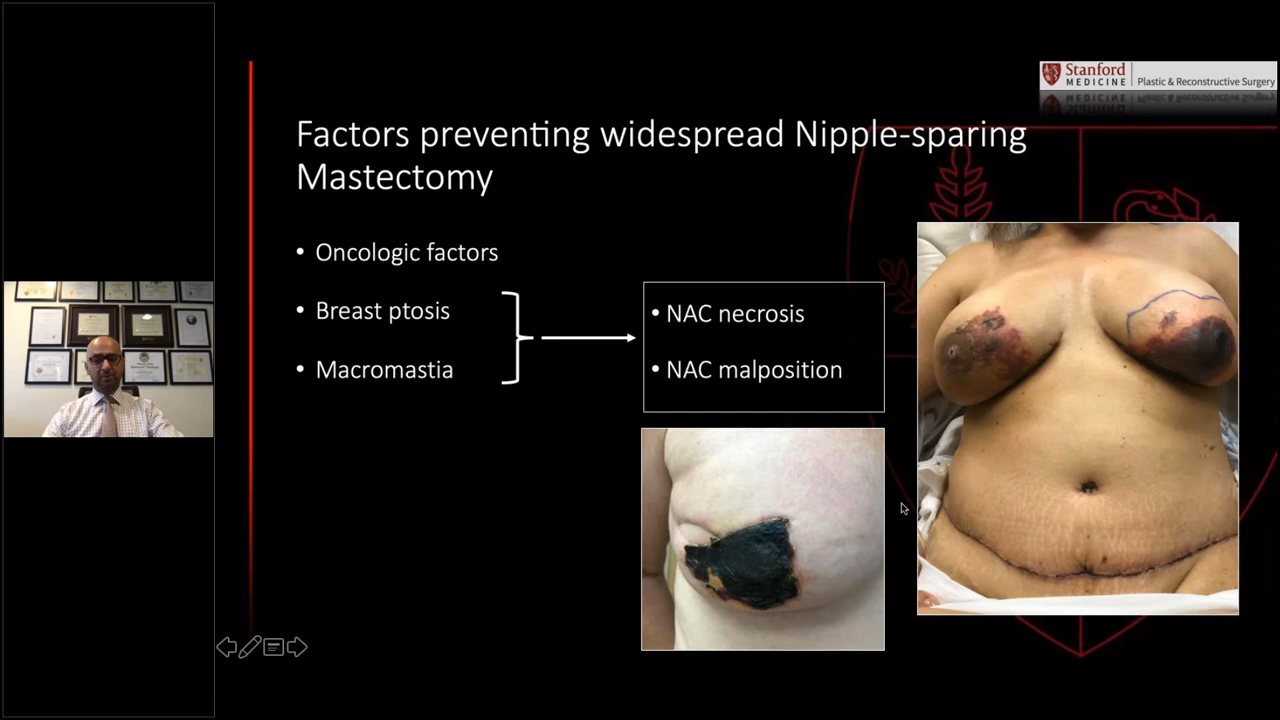 Stanford
MEDICINE
Plastic & Reconstructive Surgery
Factors preventing widespread Nipple-sparing
Mastectomy
• Oncologic factors
• Breast ptosis
• Macromastia
• NAC necrosis
• NAC malposition